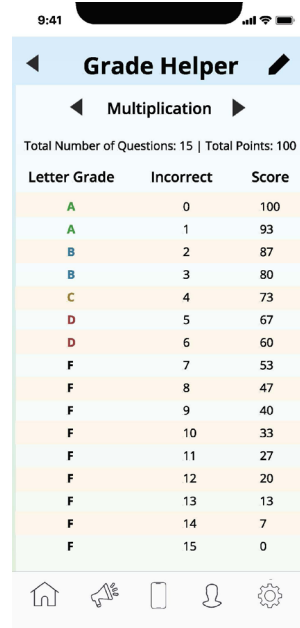 9:41
Grade Helper
Multiplication
Total Number of Questions: 15 | Total Points: 100
Letter Grade Incorrect Score
A 0 100
A 1 93
B 2 87
B 3 80
C 4 73
D 5 67
D 6 60
F 7 53
F 8 47
F 9 40
F 10 33
F 11 27
F 12 20
F 13 13
F 14 7
F 15 0